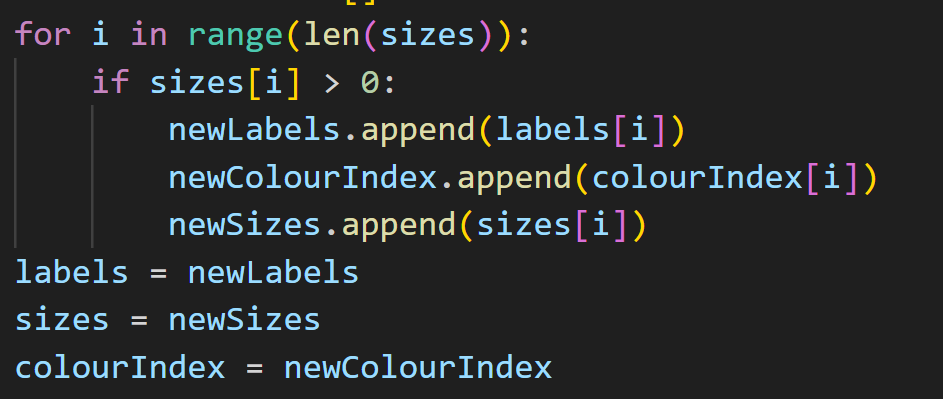 []
for i in range(len(sizes)):
    if sizes[i] > 0:
        newLabels.append(labels[i])
        newColourIndex.append(colourIndex[i])
        newSizes.append(sizes[i])
labels = newLabels
sizes = newSizes
colourIndex = newColourIndex